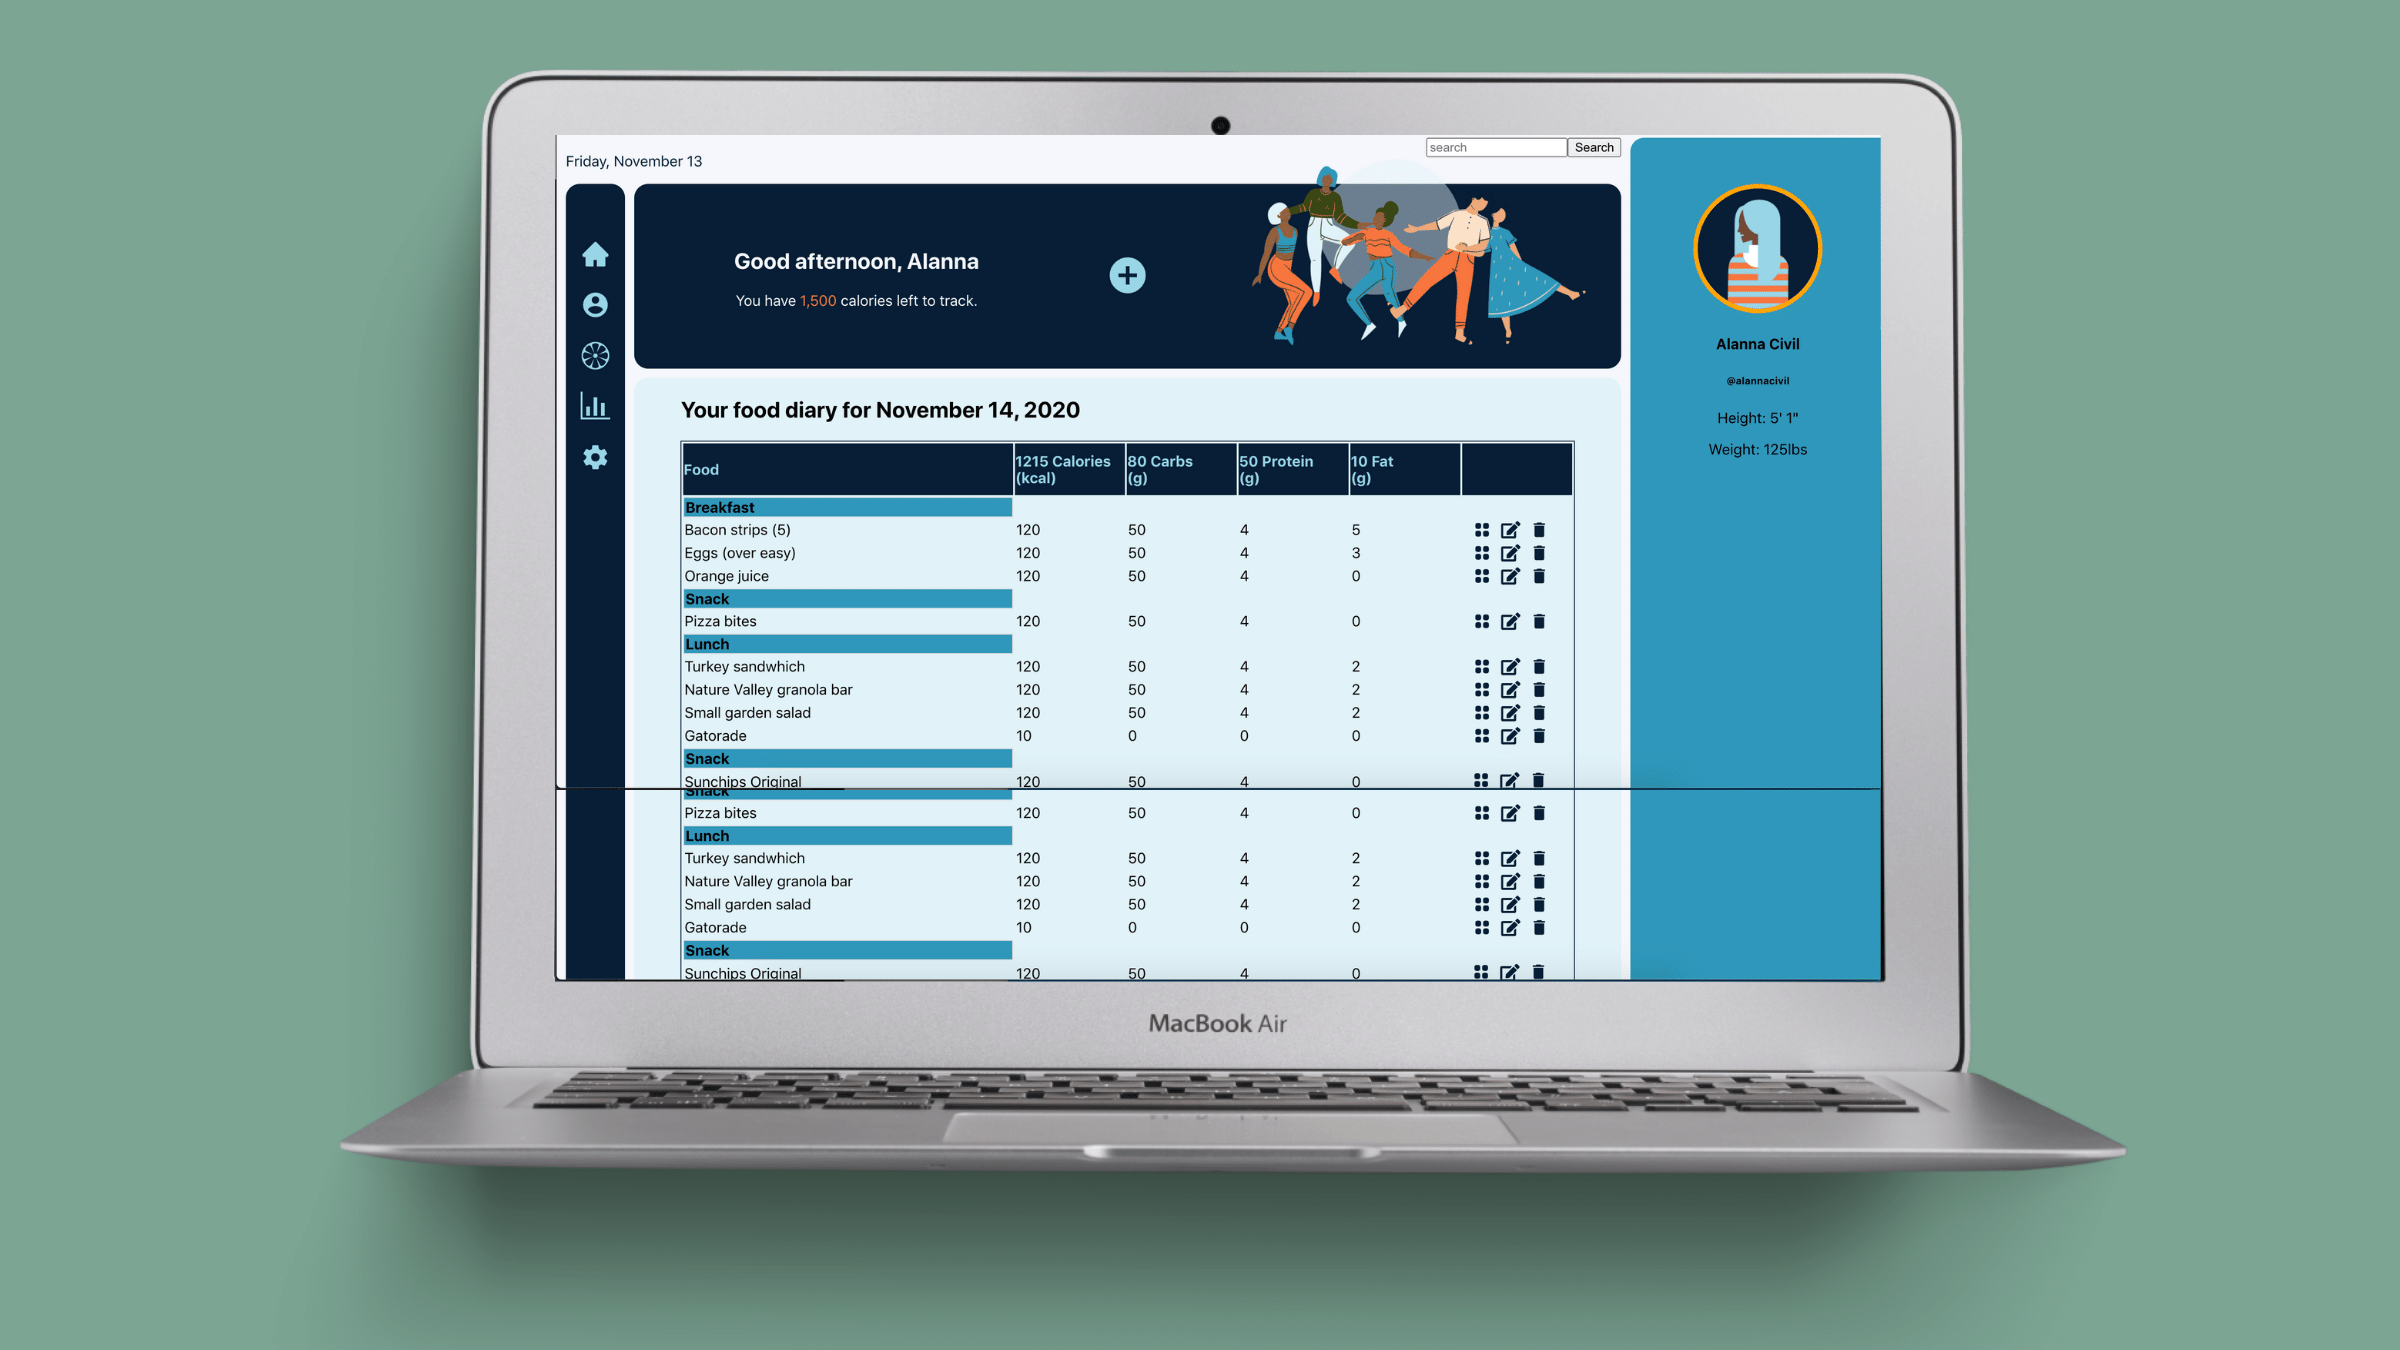 search Search
Friday, November 13
Good afternoon, Alanna
You have 1,500 calories left to track.
Alanna Civil
@alannacivil
Height: 5' 1"
Weight: 125lbs
Your food diary for November 14, 2020
Food 1215 Calories (kcal) 80 Carbs (g) 50 Protein (g) 10 Fat (g)
Breakfast
Bacon strips (5) 120 50 4 5
Eggs (over easy) 120 50 4 3
Orange juice 120 50 4 0
Snack
Pizza bites 120 50 4 0
Lunch
Turkey sandwhich 120 50 4 2
Nature Valley granola bar 120 50 4 2
Small garden salad 120 50 4 2
Gatorade 10 0 0 0
Snack
Sunchips Original 120 50 4 0
Snack
Pizza bites 120 50 4 0
Lunch
Turkey sandwhich 120 50 4 2
Nature Valley granola bar 120 50 4 2
Small garden salad 120 50 4 2
Gatorade 10 0 0 0
Snack
Sunchips Original 120 50 4 0
MacBook Air